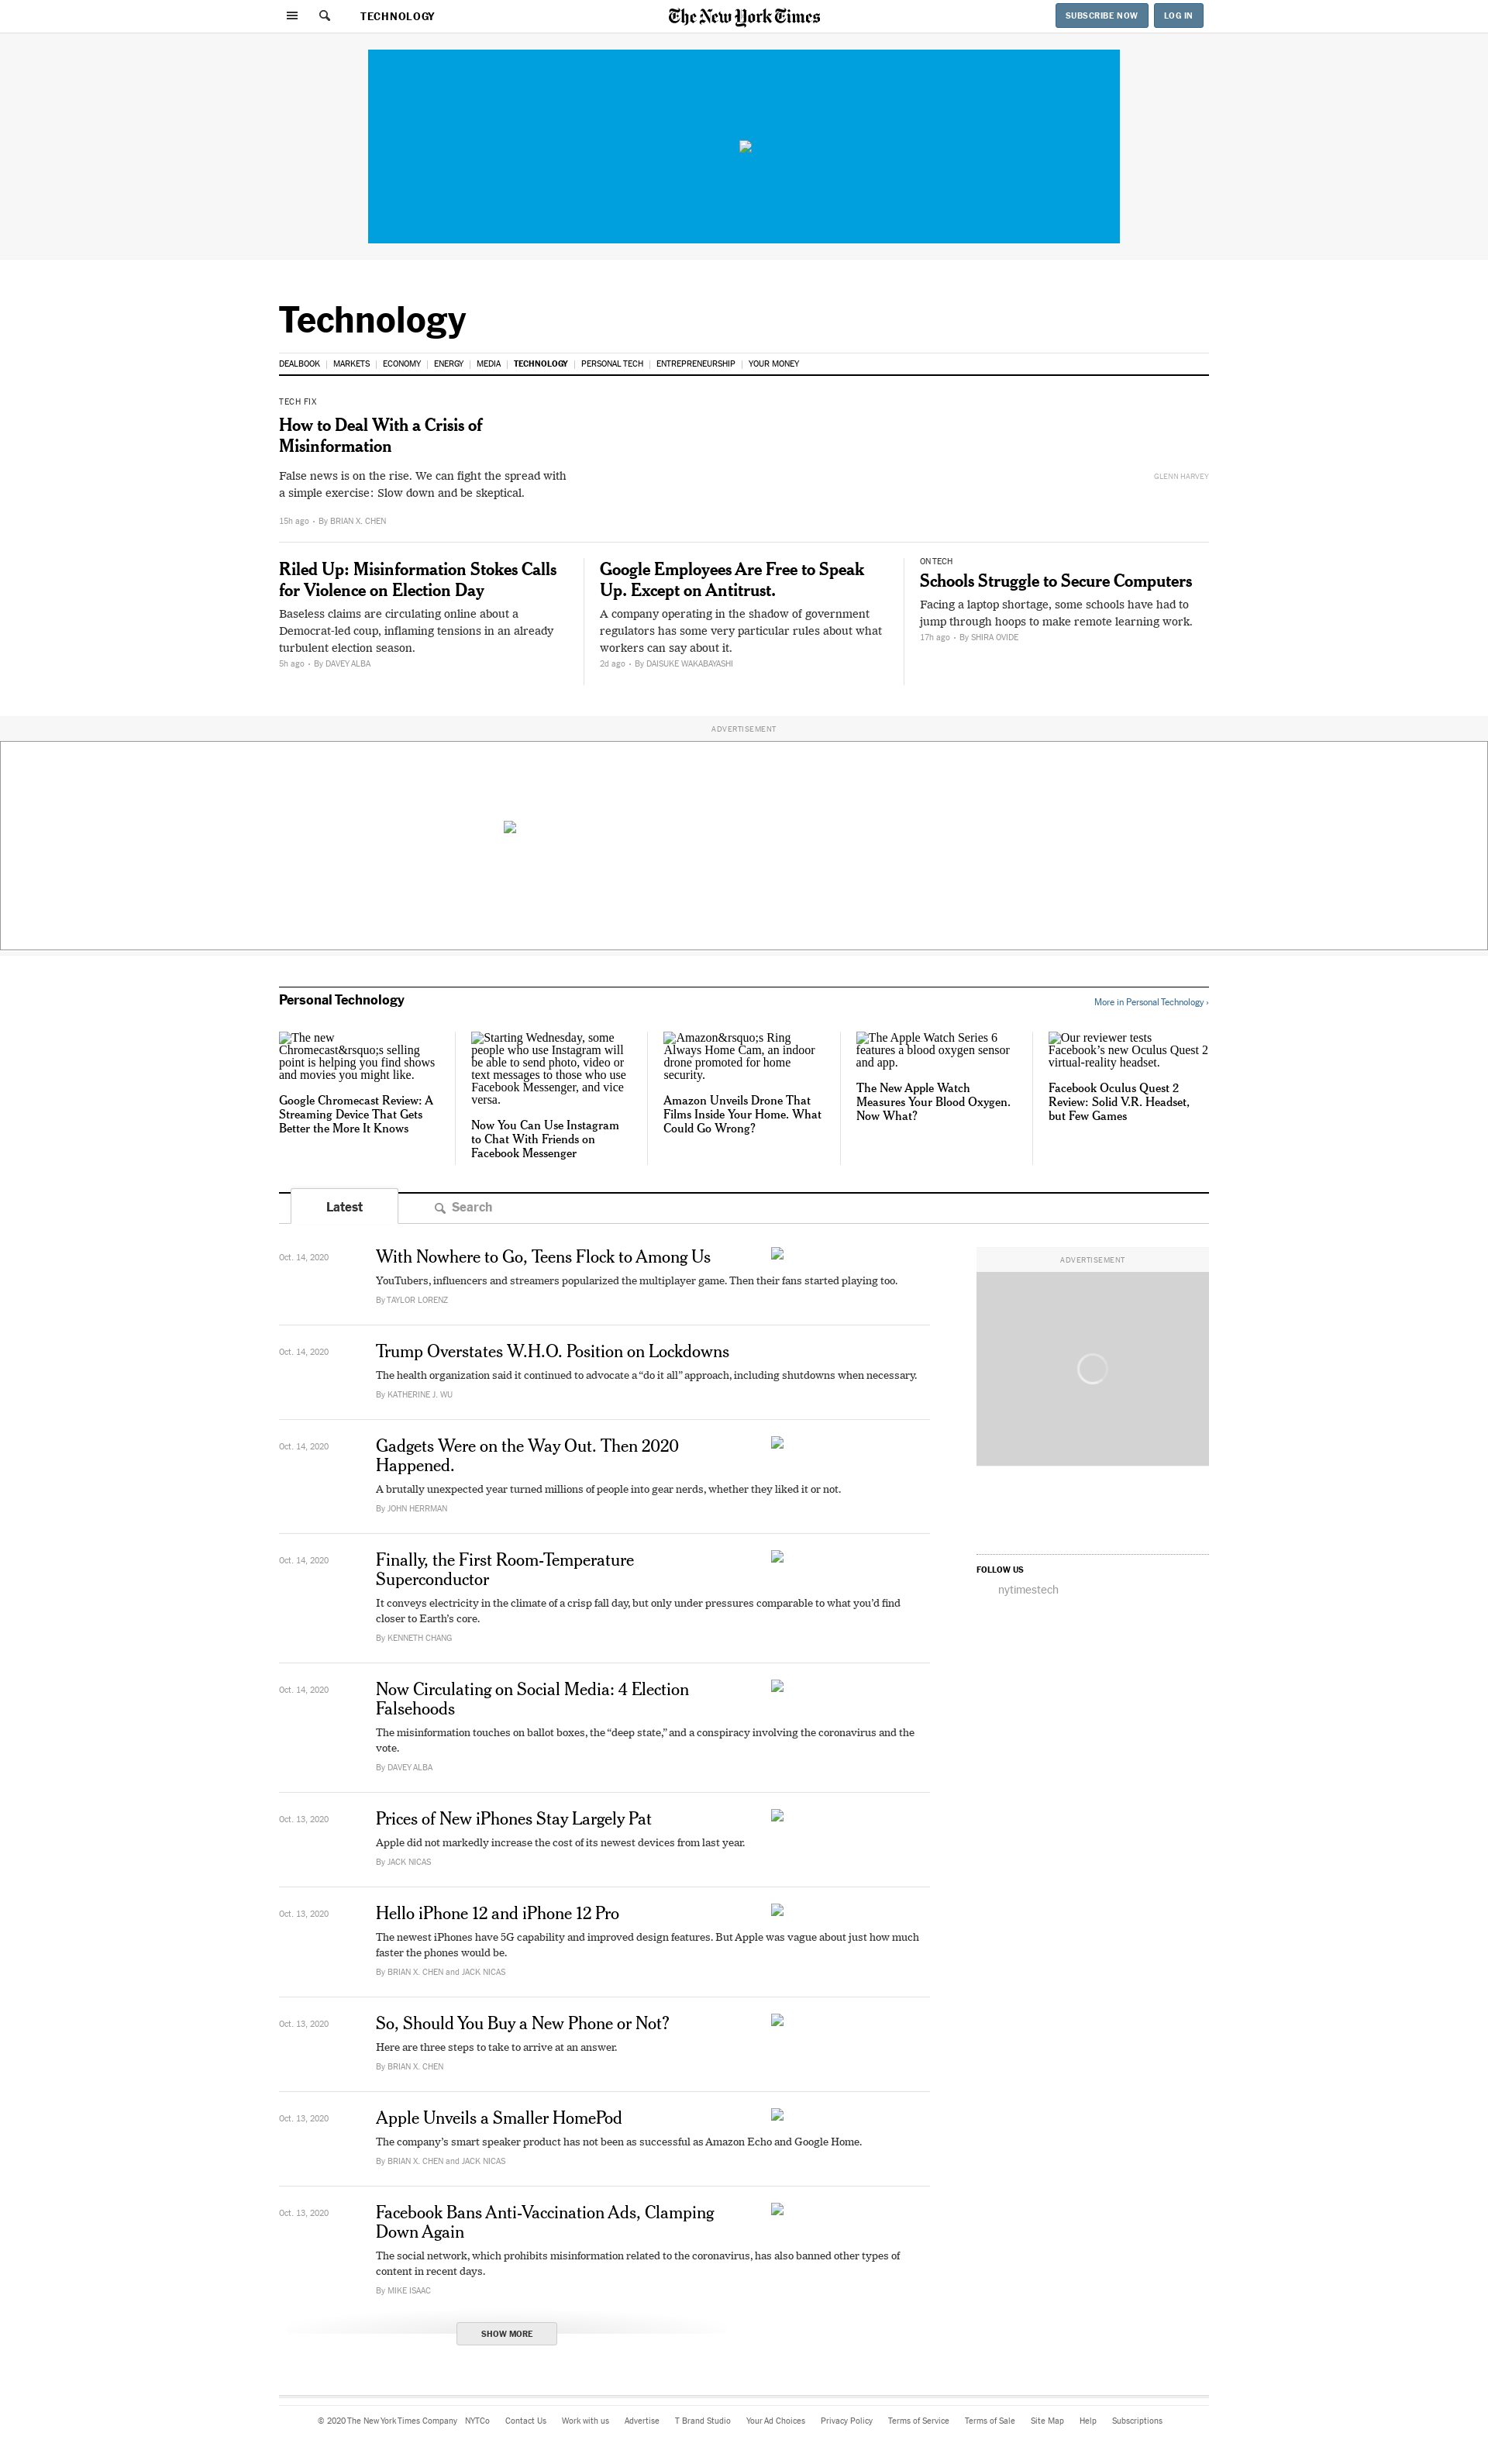 TECHNOLOGY
The New York Times
SUBSCRIBE NOW
LOG IN
Technology
DEALBOOK
MARKETS
ECONOMY
ENERGY
MEDIA
TECHNOLOGY
PERSONAL TECH
ENTREPRENEURSHIP
YOUR MONEY
TECH FIX
How to Deal With a Crisis of
Misinformation
False news is on the rise. We can fight the spread with
a simple exercise: Slow down and be skeptical.
GLENN HARVEY
15h ago • By BRIAN X. CHEN
Riled Up: Misinformation Stokes Calls
for Violence on Election Day
Baseless claims are circulating online about a
Democrat-led coup, inflaming tensions in an already
turbulent election season.
5h ago • By DAVEY ALBA
Google Employees Are Free to Speak
Up. Except on Antitrust.
A company operating in the shadow of government
regulators has some very particular rules about what
workers can say about it.
2d ago • By DAISUKE WAKABAYASHI
ON TECH
Schools Struggle to Secure Computers
Facing a laptop shortage, some schools have had to
jump through hoops to make remote learning work.
17h ago • By SHIRA OVIDE
ADVERTISEMENT
Personal Technology
More in Personal Technology ›
The new
Chromecast&rsquo;s selling
point is helping you find shows
and movies you might like.
Google Chromecast Review: A
Streaming Device That Gets
Better the More It Knows
Starting Wednesday, some
people who use Instagram will
be able to send photo, video or
text messages to those who use
Facebook Messenger, and vice
versa.
Now You Can Use Instagram
to Chat With Friends on
Facebook Messenger
Amazon&rsquo;s Ring
Always Home Cam, an indoor
drone promoted for home
security.
Amazon Unveils Drone That
Films Inside Your Home. What
Could Go Wrong?
The Apple Watch Series 6
features a blood oxygen sensor
and app.
The New Apple Watch
Measures Your Blood Oxygen.
Now What?
Our reviewer tests
Facebook’s new Oculus Quest 2
virtual-reality headset.
Facebook Oculus Quest 2
Review: Solid V.R. Headset,
but Few Games
Latest
Search
Oct. 14, 2020
With Nowhere to Go, Teens Flock to Among Us
YouTubers, influencers and streamers popularized the multiplayer game. Then their fans started playing too.
By TAYLOR LORENZ
ADVERTISEMENT
Oct. 14, 2020
Trump Overstates W.H.O. Position on Lockdowns
The health organization said it continued to advocate a “do it all” approach, including shutdowns when necessary.
By KATHERINE J. WU
Oct. 14, 2020
Gadgets Were on the Way Out. Then 2020
Happened.
A brutally unexpected year turned millions of people into gear nerds, whether they liked it or not.
By JOHN HERRMAN
Oct. 14, 2020
Finally, the First Room-Temperature
Superconductor
It conveys electricity in the climate of a crisp fall day, but only under pressures comparable to what you’d find
closer to Earth’s core.
By KENNETH CHANG
FOLLOW US
nytimestech
Oct. 14, 2020
Now Circulating on Social Media: 4 Election
Falsehoods
The misinformation touches on ballot boxes, the “deep state,” and a conspiracy involving the coronavirus and the
vote.
By DAVEY ALBA
Oct. 13, 2020
Prices of New iPhones Stay Largely Pat
Apple did not markedly increase the cost of its newest devices from last year.
By JACK NICAS
Oct. 13, 2020
Hello iPhone 12 and iPhone 12 Pro
The newest iPhones have 5G capability and improved design features. But Apple was vague about just how much
faster the phones would be.
By BRIAN X. CHEN and JACK NICAS
Oct. 13, 2020
So, Should You Buy a New Phone or Not?
Here are three steps to take to arrive at an answer.
By BRIAN X. CHEN
Oct. 13, 2020
Apple Unveils a Smaller HomePod
The company’s smart speaker product has not been as successful as Amazon Echo and Google Home.
By BRIAN X. CHEN and JACK NICAS
Oct. 13, 2020
Facebook Bans Anti-Vaccination Ads, Clamping
Down Again
The social network, which prohibits misinformation related to the coronavirus, has also banned other types of
content in recent days.
By MIKE ISAAC
SHOW MORE
© 2020 The New York Times Company
NYTCo
Contact Us
Work with us
Advertise
T Brand Studio
Your Ad Choices
Privacy Policy
Terms of Service
Terms of Sale
Site Map
Help
Subscriptions